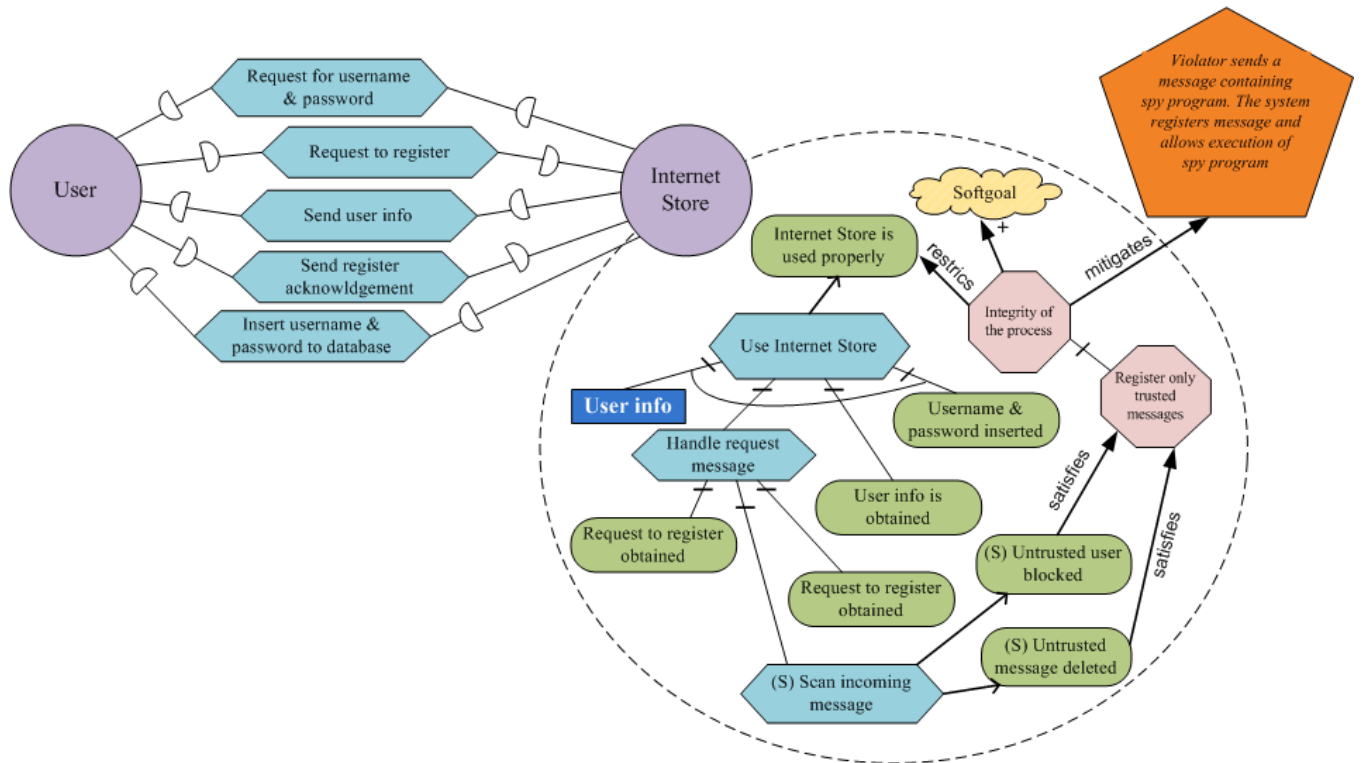 Request for username
& password
Request to register
Send user info
Send register
acknowldgement
Insert username &
password to database
User
Internet
Store
Violator sends a
message containing
spy program. The system
registers message and
allows execution of
spy program
Softgoal
+
Internet Store is
used properly
restrics
mitigates
Integrity of
the process
Use Internet Store
Register only
trusted
messages
User info
Username &
password inserted
Handle request
message
User info is
obtained
satisfies
satisfies
Request to register
obtained
Request to register
obtained
(S) Untrusted user
blocked
(S) Untrusted
message deleted
(S) Scan incoming
message